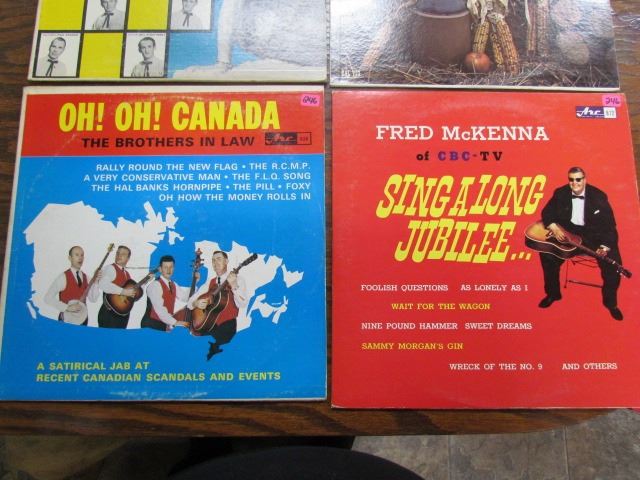 OH! OH! CANADA
246
THE BROTHERS IN LAW
Arc
RALLY ROUND THE NEW FLAG • THE R.C.M.P.
A VERY CONSERVATIVE MAN • THE F.L.Q. SONG
THE HAL BANKS HORNPIPE • THE PILL • FOXY
OH HOW THE MONEY ROLLS IN
A SATIRICAL JAB AT
RECENT CANADIAN SCANDALS AND EVENTS
246
Arc
FRED McKENNA
of CBC-TV
SINGALONG
JUBILEE...
FOOLISH QUESTIONS AS LONELY AS I
WAIT FOR THE WAGON
NINE POUND HAMMER SWEET DREAMS
SAMMY MORGAN'S GIN
WRECK OF THE NO. 9 AND OTHERS